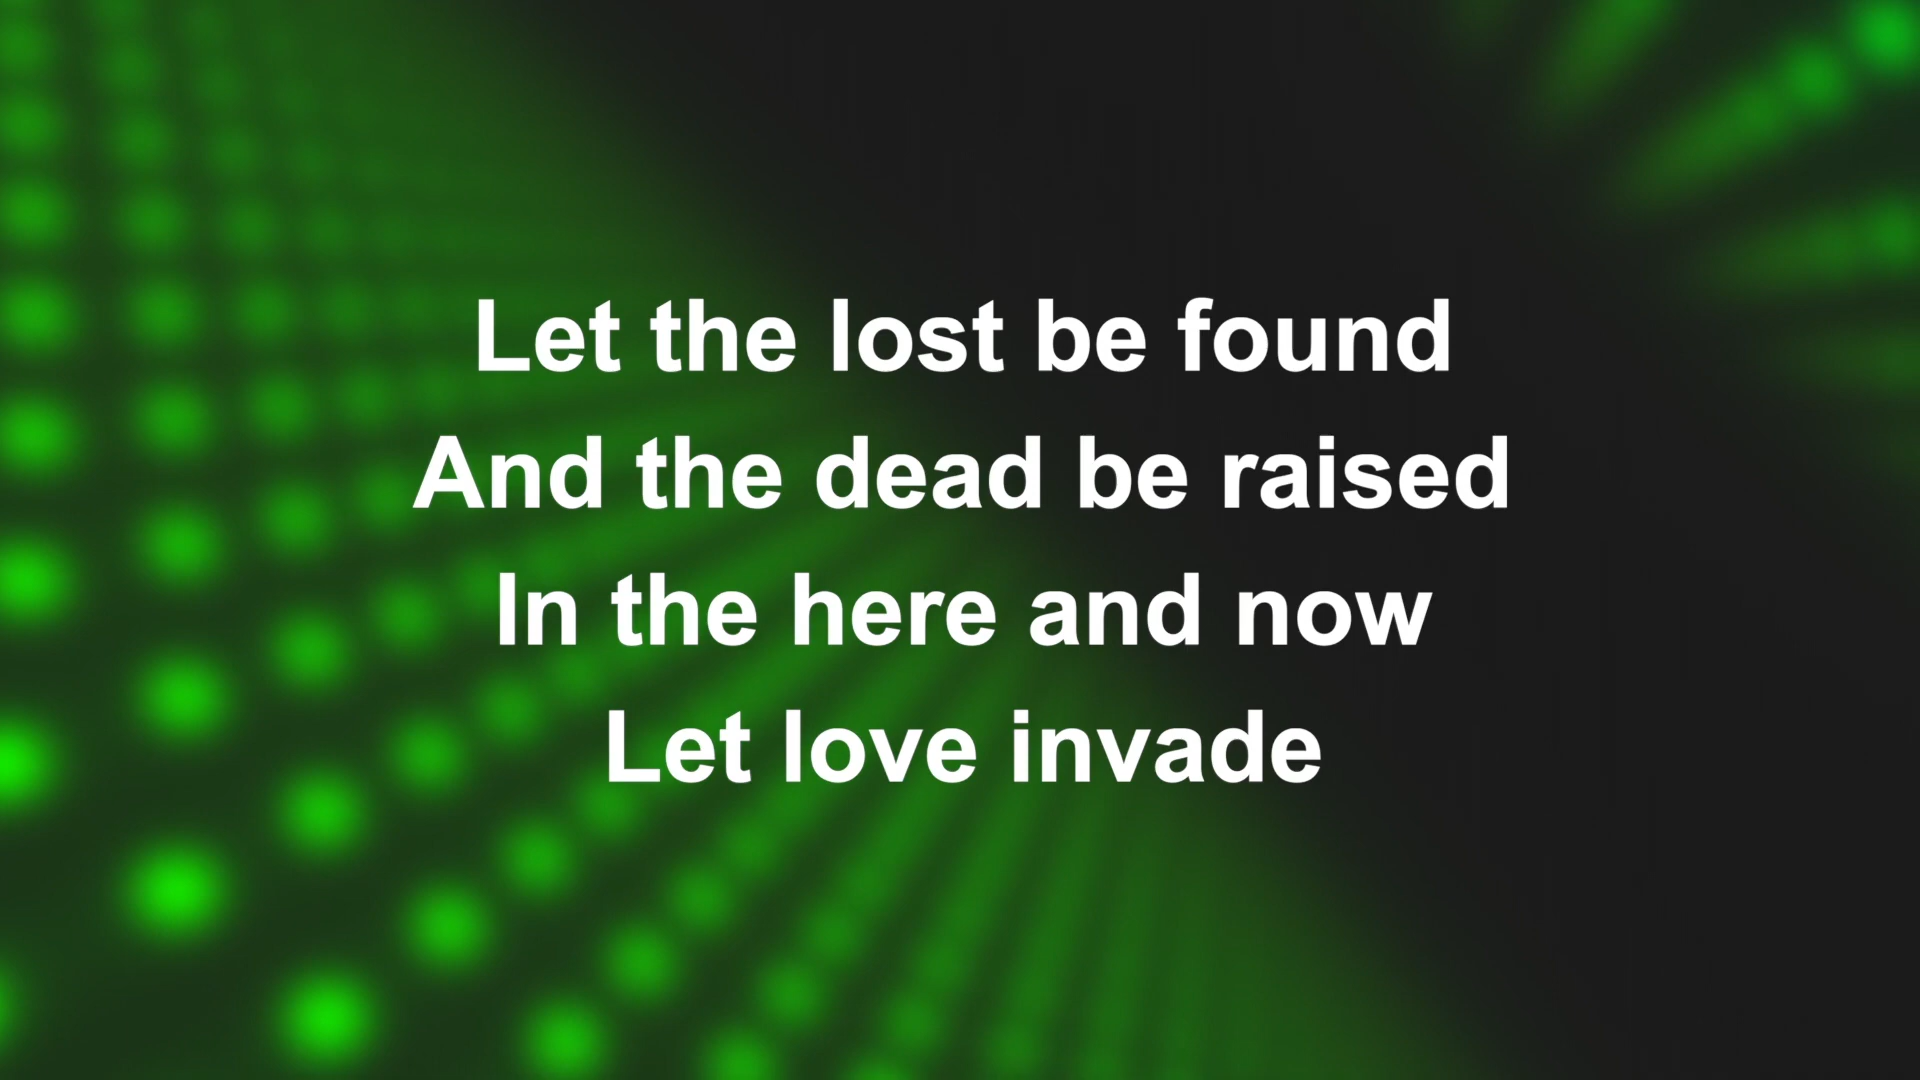 Let the lost be found
And the dead be raised
In the here and now
Let love invade